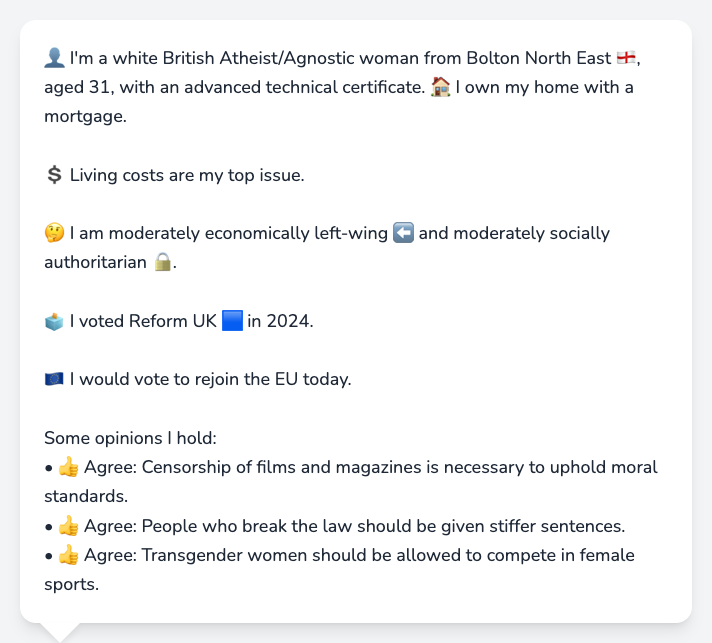 👤 I'm a white British Atheist/Agnostic woman from Bolton North East 🏴󠁧󠁢󠁥󠁮󠁧󠁿,
aged 31, with an advanced technical certificate. 🏠 I own my home with a
mortgage.
💲 Living costs are my top issue.
🤔 I am moderately economically left-wing ⬅️ and moderately socially
authoritarian 🔒.
🗳️ I voted Reform UK 🟦 in 2024.
🇪🇺 I would vote to rejoin the EU today.
Some opinions I hold:
• 👍 Agree: Censorship of films and magazines is necessary to uphold moral
standards.
• 👍 Agree: People who break the law should be given stiffer sentences.
• 👍 Agree: Transgender women should be allowed to compete in female
sports.